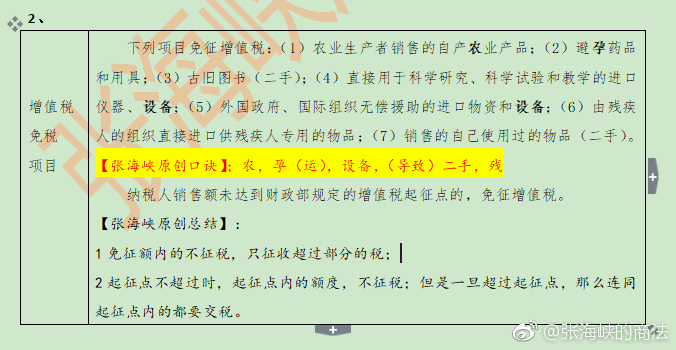 2、
下列项目免征增值税：（1）农业生产者销售的自产农业产品；（2）避孕药品
和用具；（3）古旧图书（二手）；（4）直接用于科学研究、科学试验和教学的进口
仪器、设备；（5）外国政府、国际组织无偿援助的进口物资和设备；（6）由残疾
人的组织直接进口供残疾人专用的物品；（7）销售的自己使用过的物品（二手）。
增值税
免税
项目
【张海峡原创口诀】；农，孕（运），设备，（导致）二手，残
纳税人销售额未达到财政部规定的增值税起征点的，免征增值税。
【张海峡原创总结】：
1 免征额内的不征税，只征收超过部分的税；
2 起征点不超过时，起征点内的额度，不征税；但是一旦超过起征点，那么连同
起征点内的都要交税。
张海峡
@张海峡的商法